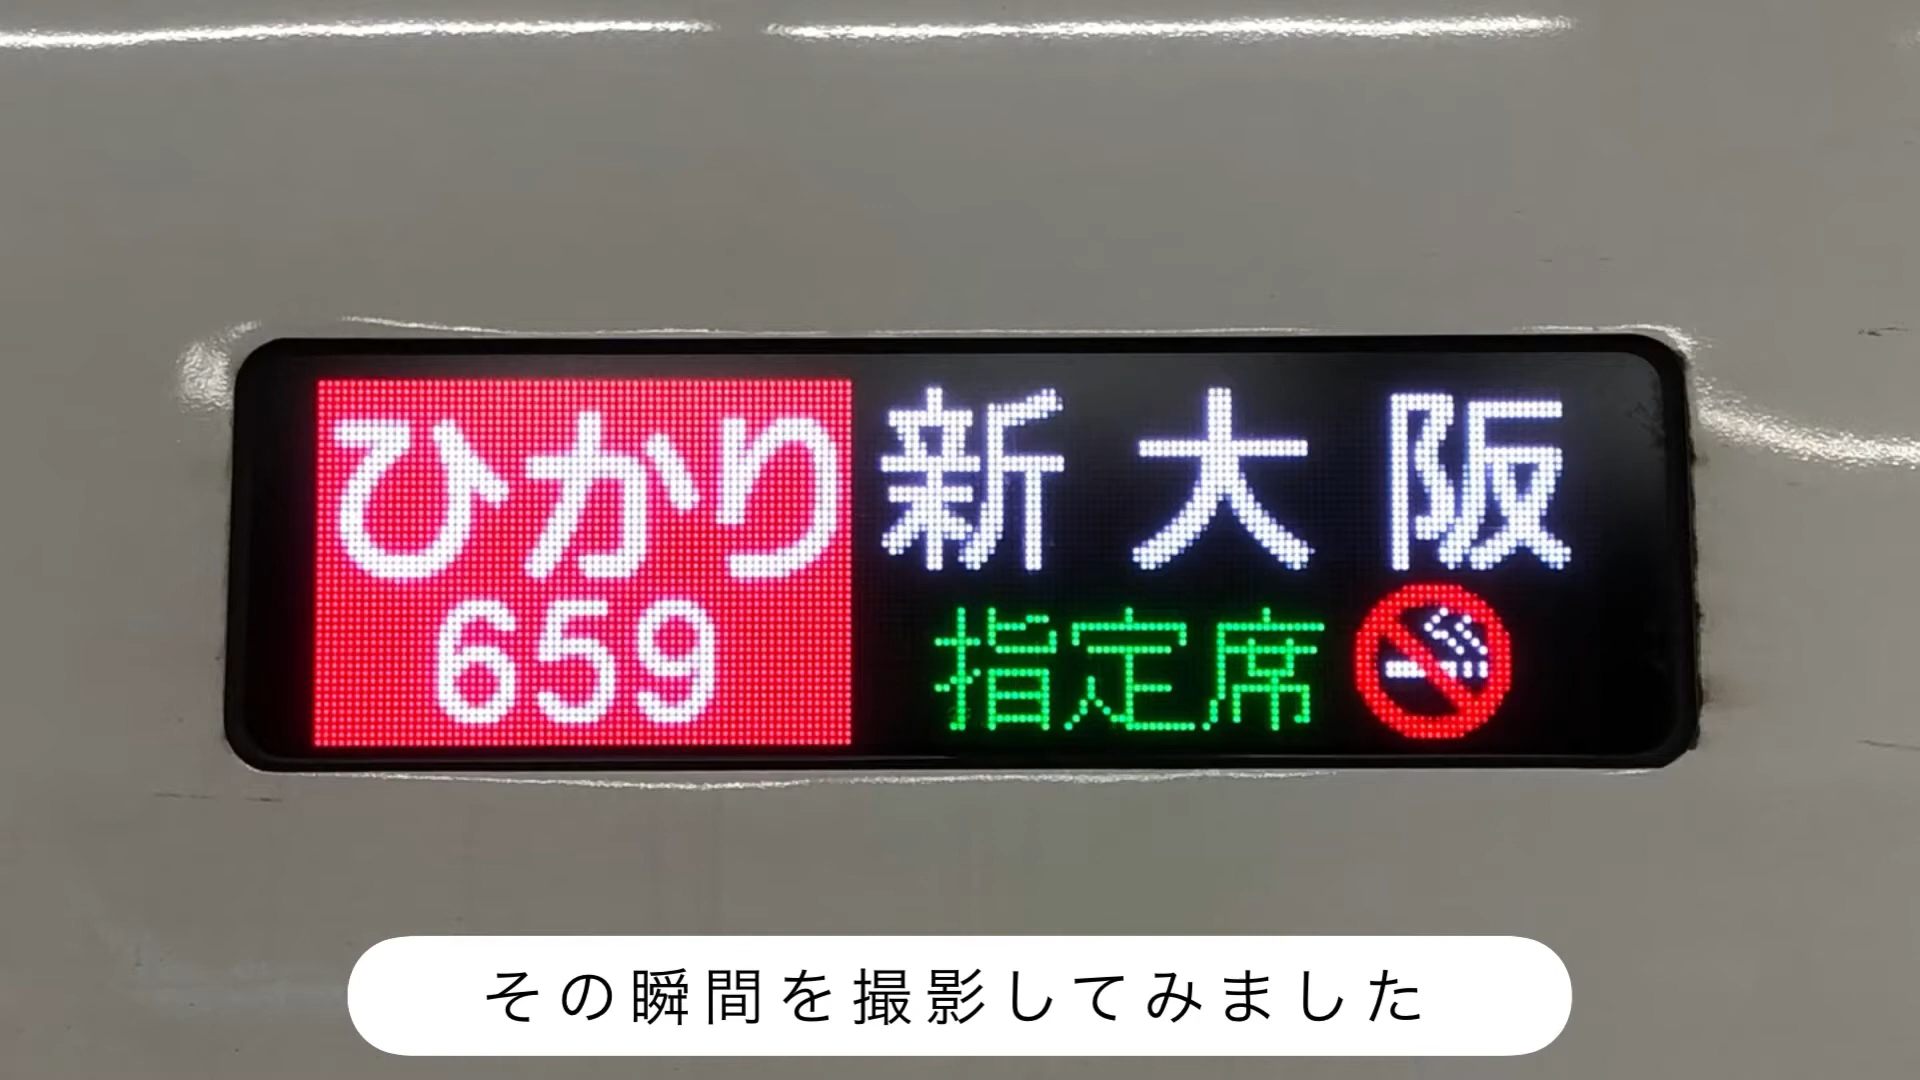 ひかり 新大阪
659 指定席
その瞬間を撮影してみました